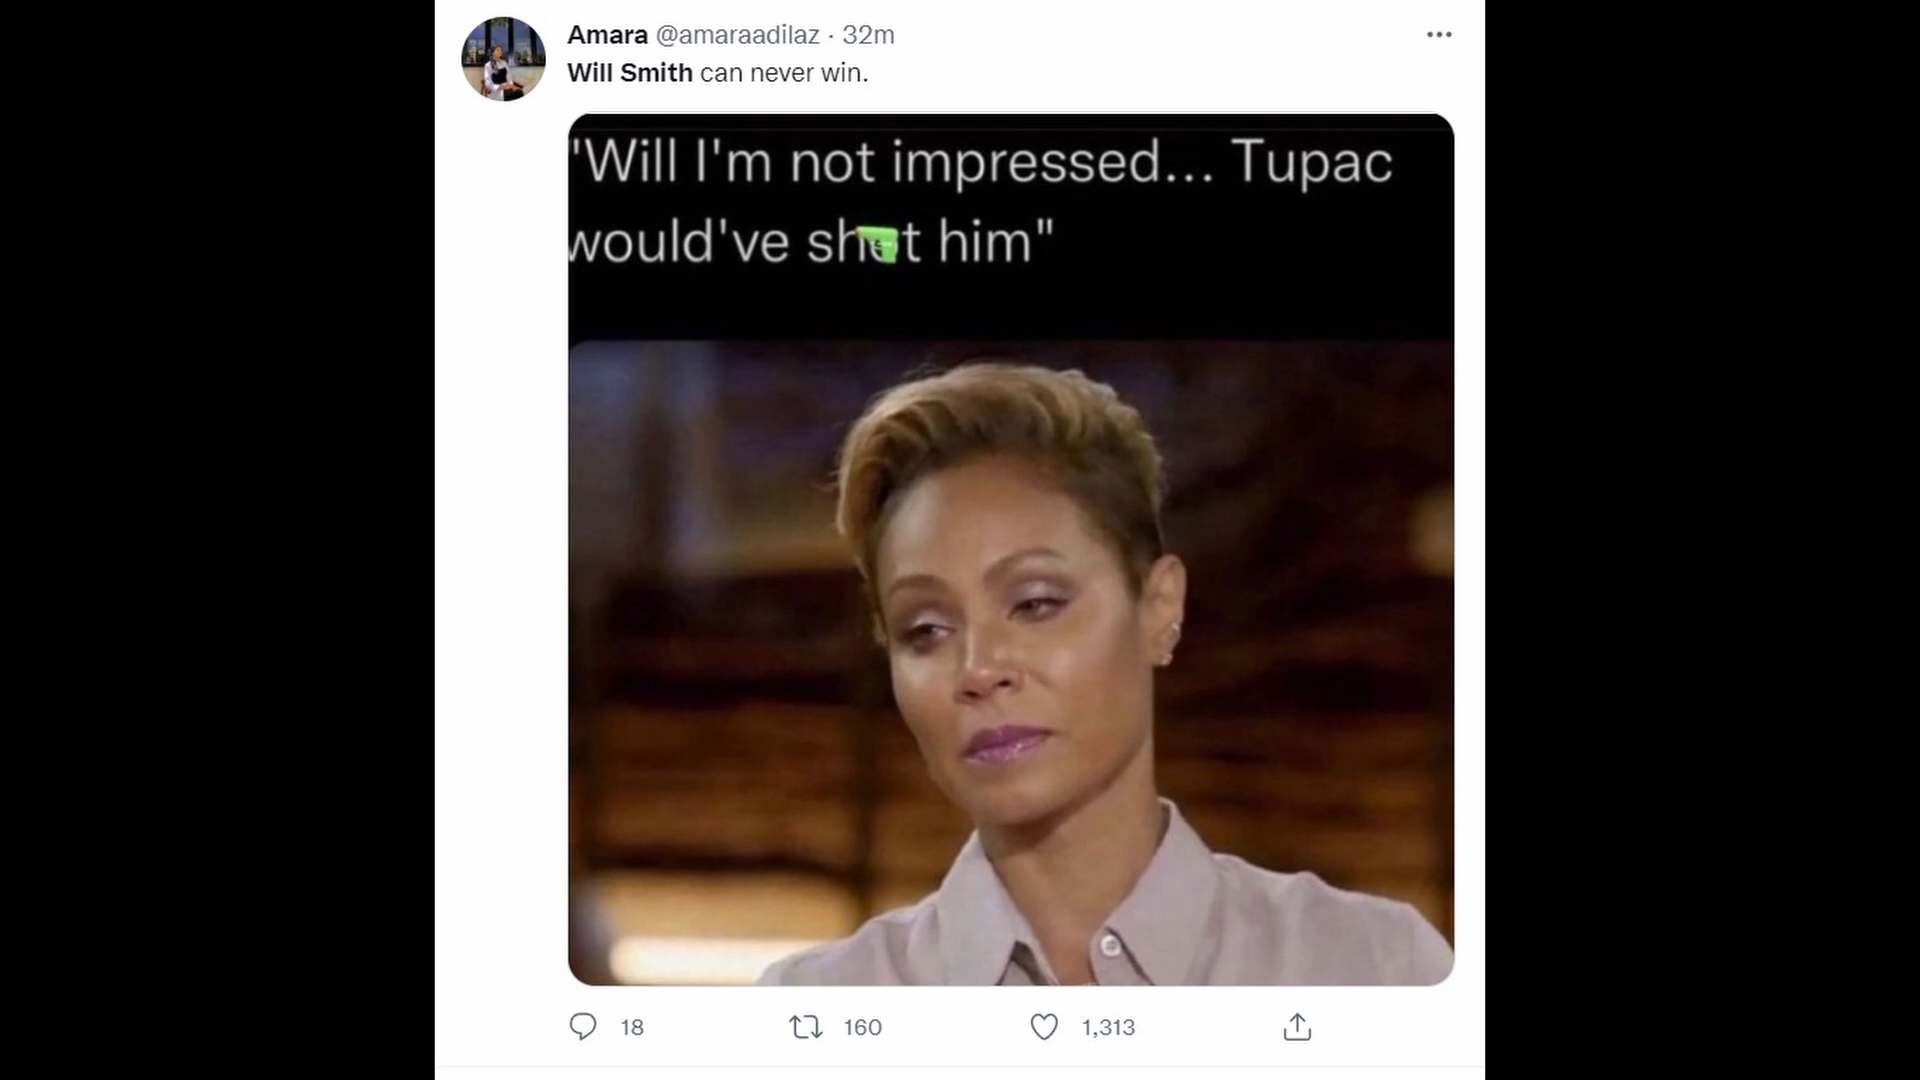 Amara @amaraadilaz · 32m
Will Smith can never win.
"Will I'm not impressed... Tupac
would've sh🔫t him"
18 160 1,313